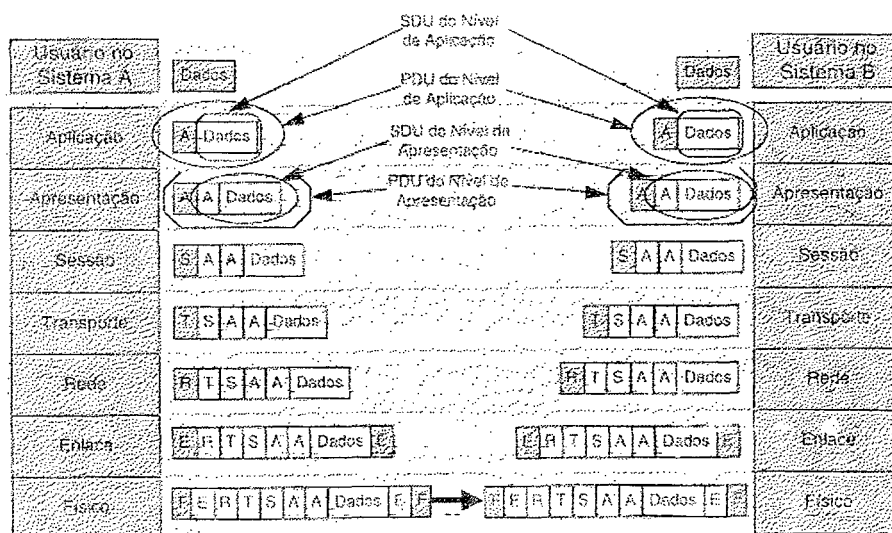 SDU do Nível
de Aplicação
Usuário no
Sistema A
Dados
PDU do Nível
de Aplicação
Dados
Usuário no
Sistema B
Aplicação
A Dados
SDU do Nível da
Apresentação
A Dados
Aplicação
Apresentação
A A Dados
PDU do Nível de
Apresentação
A A Dados
Apresentação
Sessão
S A A Dados
S A A Dados
Sessão
Transporte
T S A A Dados
T S A A Dados
Transporte
Rede
R T S A A Dados
R T S A A Dados
Rede
Enlace
E R T S A A Dados E
E R T S A A Dados E
Enlace
Físico
F E R T S A A Dados E F
F E R T S A A Dados E F
Físico